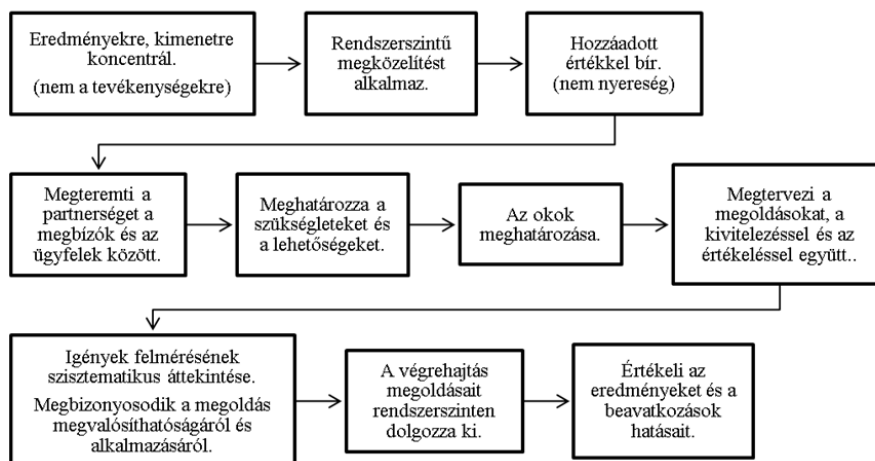 Eredményekre, kimenetre
koncentrál.
(nem a tevékenységekre)
Rendszerszintű
megközelítést
alkalmaz.
Hozzáadott
értékkel bír.
(nem nyereség)
Megteremti a
partnerséget a
megbízók és az
ügyfelek között.
Meghatározza a
szükségleteket és
a lehetőségeket.
Az okok
meghatározása.
Megtervezi a
megoldásokat, a
kivitelezéssel és az
értékeléssel együtt..
Igények felmérésének
szisztematikus áttekintése.
Megbizonyosodik a megoldás
megvalósíthatóságáról és
alkalmazásáról.
A végrehajtás
megoldásait
rendszerszinten
dolgozza ki.
Értékeli az
eredményeket és a
beavatkozások
hatásait.